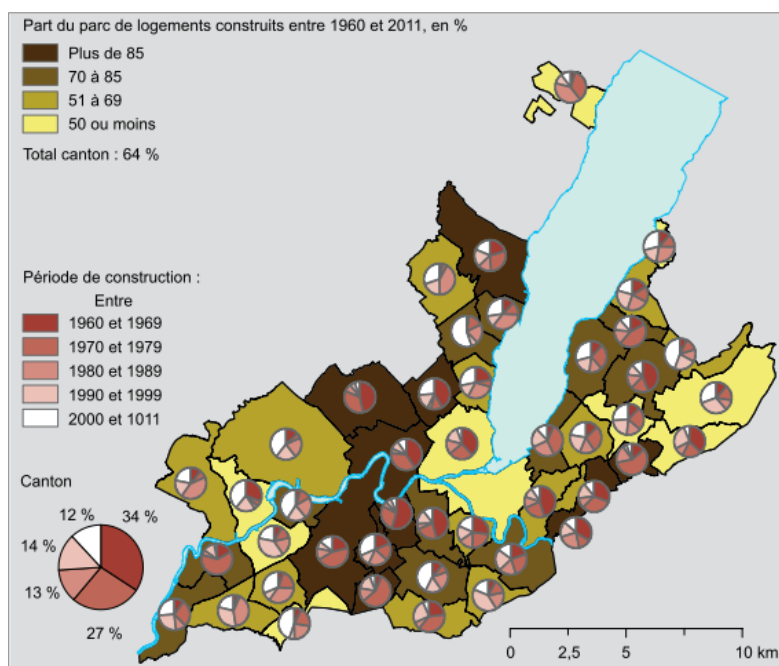 Part du parc de logements construits entre 1960 et 2011, en %
Plus de 85
70 à 85
51 à 69
50 ou moins
Total canton : 64 %
Période de construction :
Entre
1960 et 1969
1970 et 1979
1980 et 1989
1990 et 1999
2000 et 1011
Canton
12 %
34 %
14 %
13 %
27 %
0 2,5 5 10 km